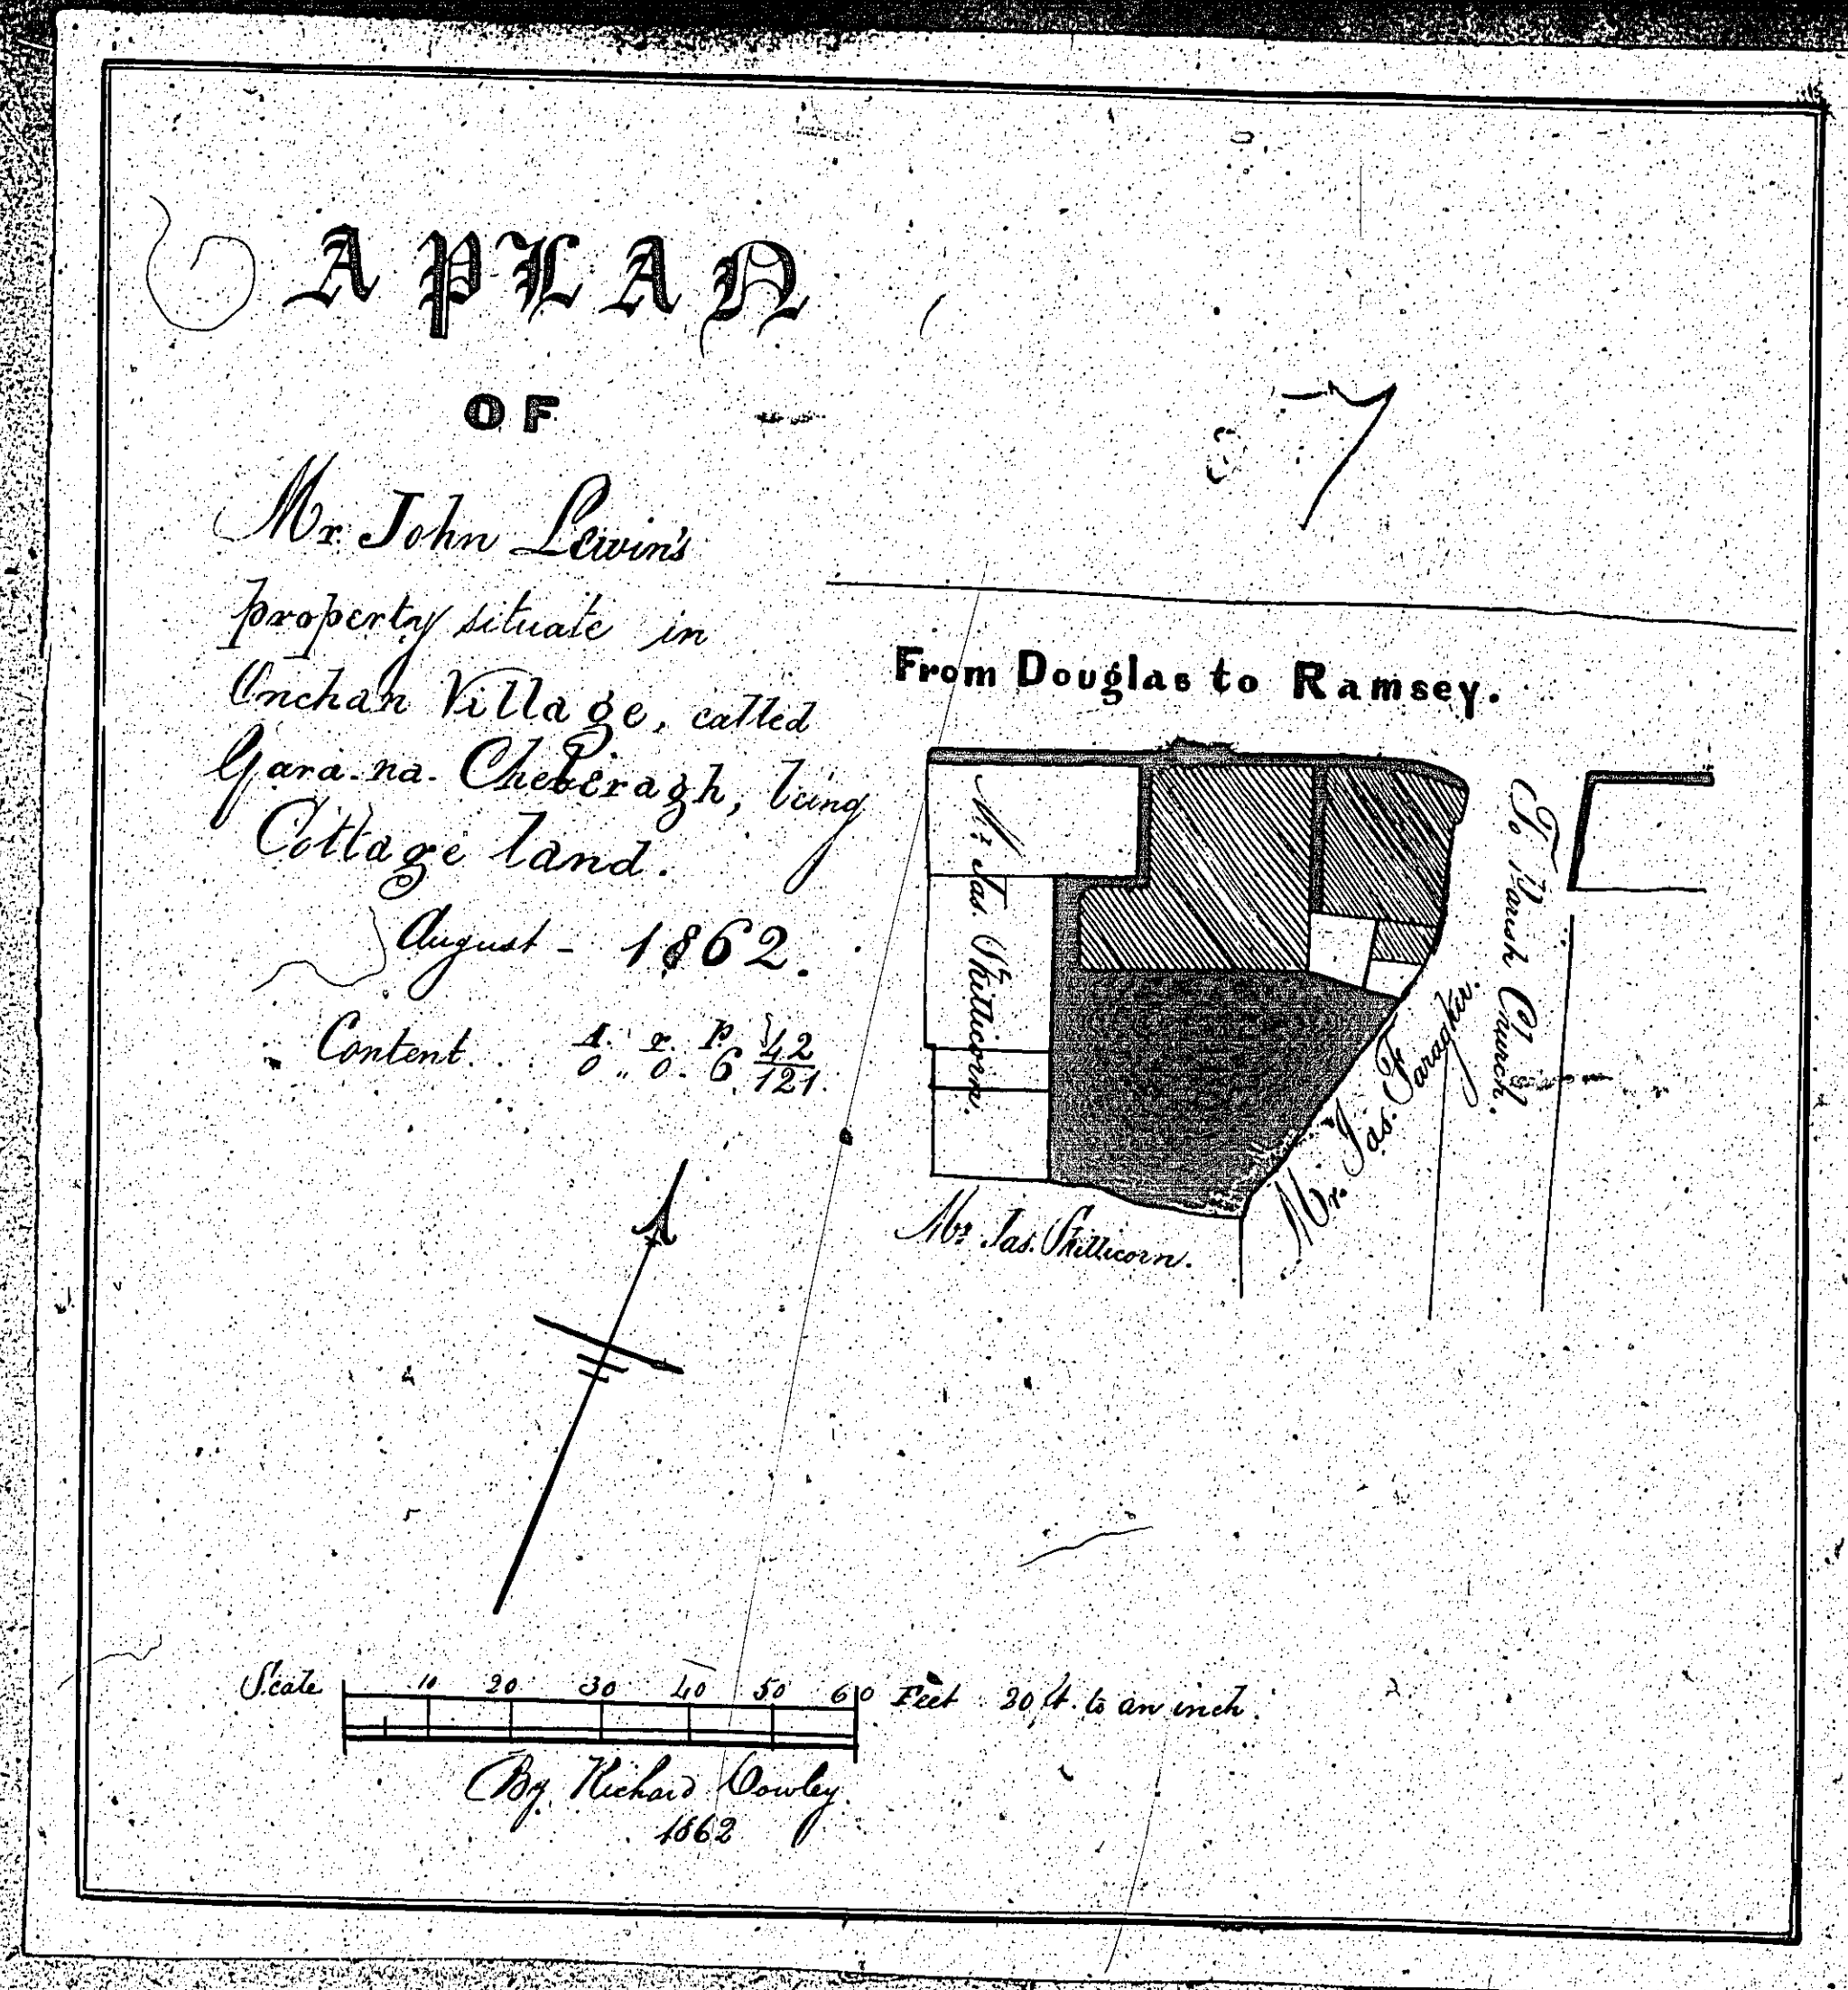 A PLAN
OF
Mr. John Lewin's
property situate in
Onchan Village, called
Gara-na-Cheberagh, being
Cottage land.
August - 1862.
Content. A. r. P.
0 .. 0 - 6 42/121.
7
From Douglas to Ramsey.
Mr. Jas. Skillicorn.
To Parish Church.
Mr. Jas. Faragher.
Mr. Jas. Skillicorn.
Scale 10 20 30 40 50 60 Feet 20 ft. to an inch.
By Richard Cowley.
1862